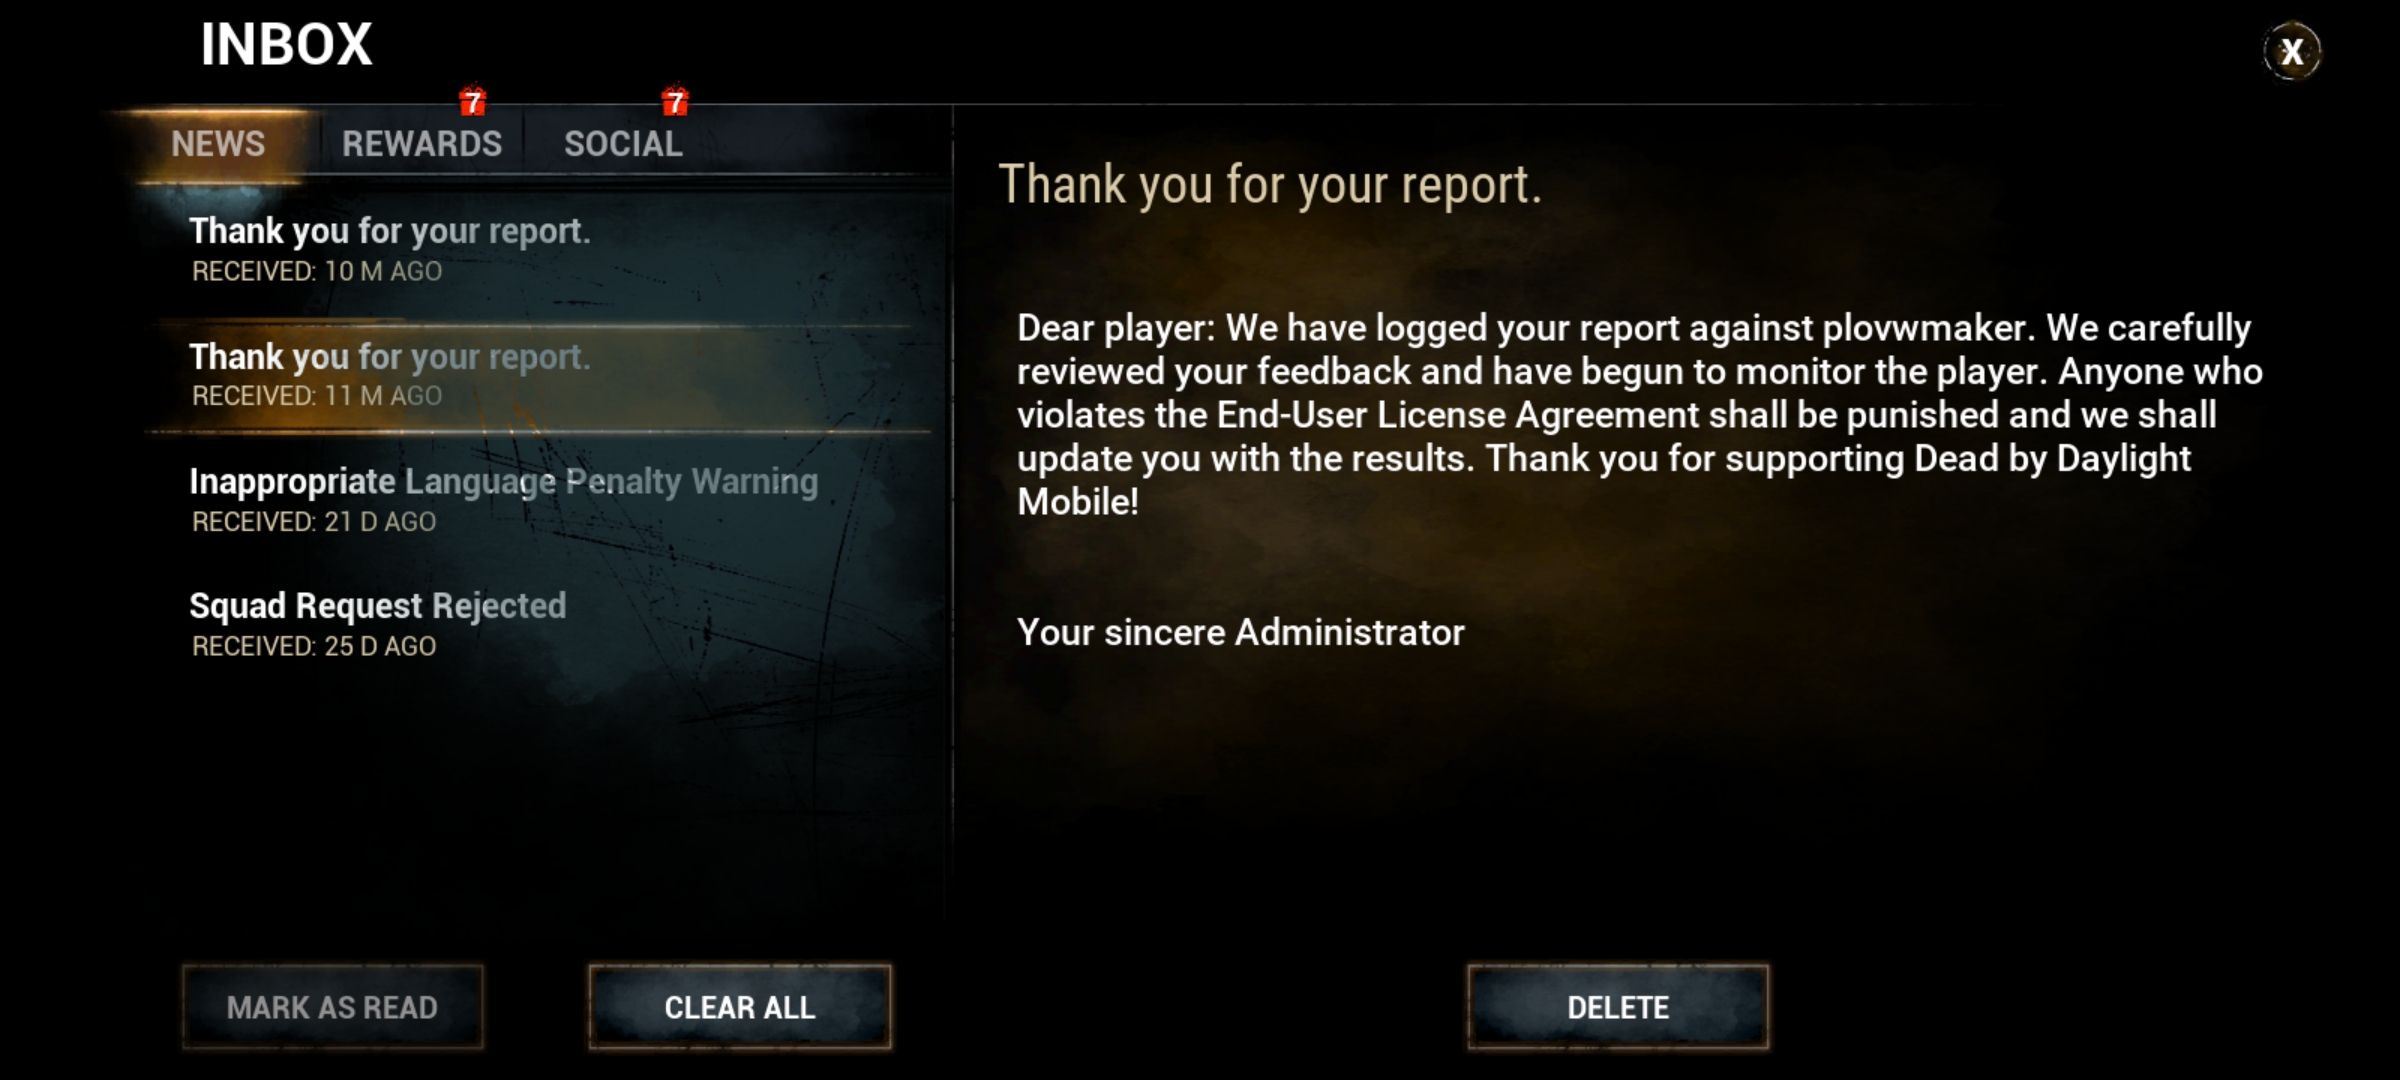 INBOX
X
7
7
NEWS
REWARDS
SOCIAL
Thank you for your report.
RECEIVED: 10 M AGO
Thank you for your report.
RECEIVED: 11 M AGO
Inappropriate Language Penalty Warning
RECEIVED: 21 D AGO
Squad Request Rejected
RECEIVED: 25 D AGO
MARK AS READ
CLEAR ALL
Thank you for your report.
Dear player: We have logged your report against plovwmaker. We carefully
reviewed your feedback and have begun to monitor the player. Anyone who
violates the End-User License Agreement shall be punished and we shall
update you with the results. Thank you for supporting Dead by Daylight
Mobile!
Your sincere Administrator
DELETE